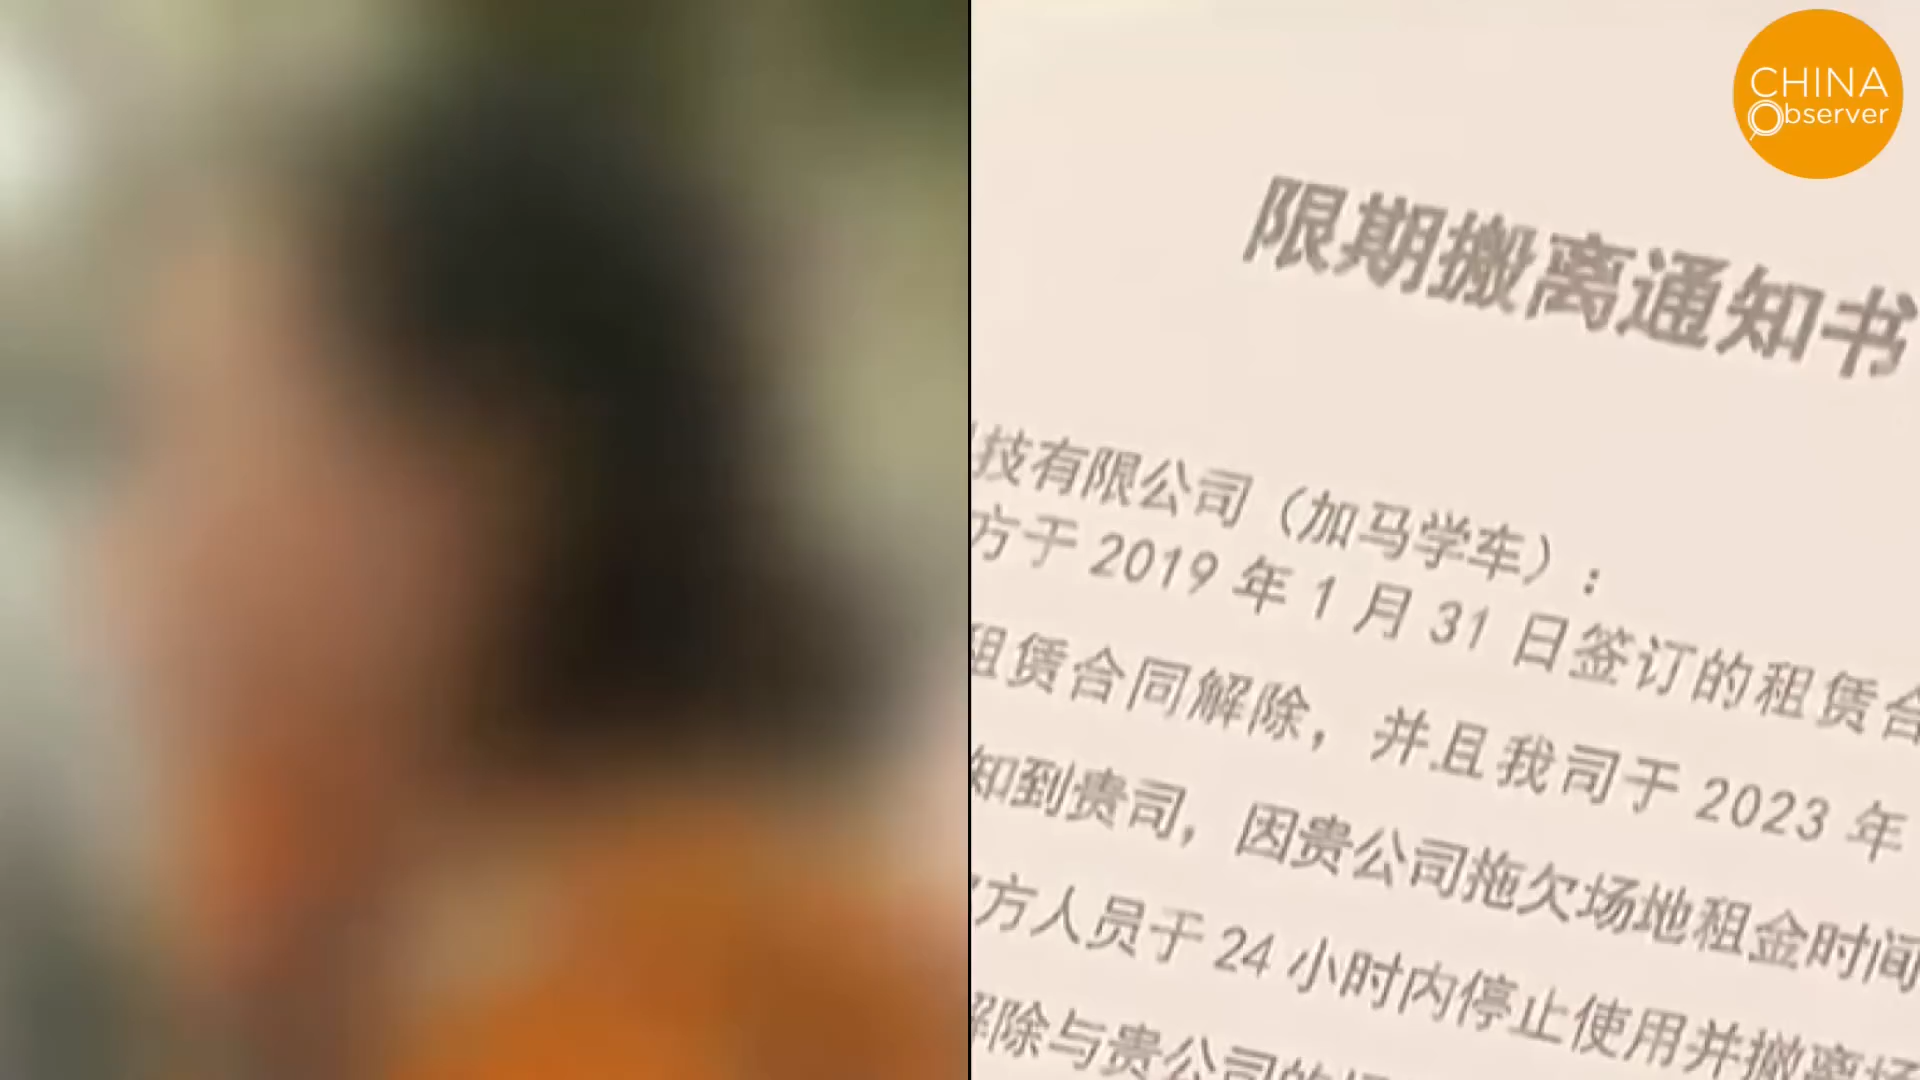 CHINA
Observer
限期搬离通知书
技有限公司（加马学车）：
方于 2019 年 1 月 31 日签订的租赁合
租赁合同解除，并且我司于 2023 年
知到贵司，因贵公司拖欠场地租金时间
方人员于 24 小时内停止使用并撤离场
解除与贵公司的